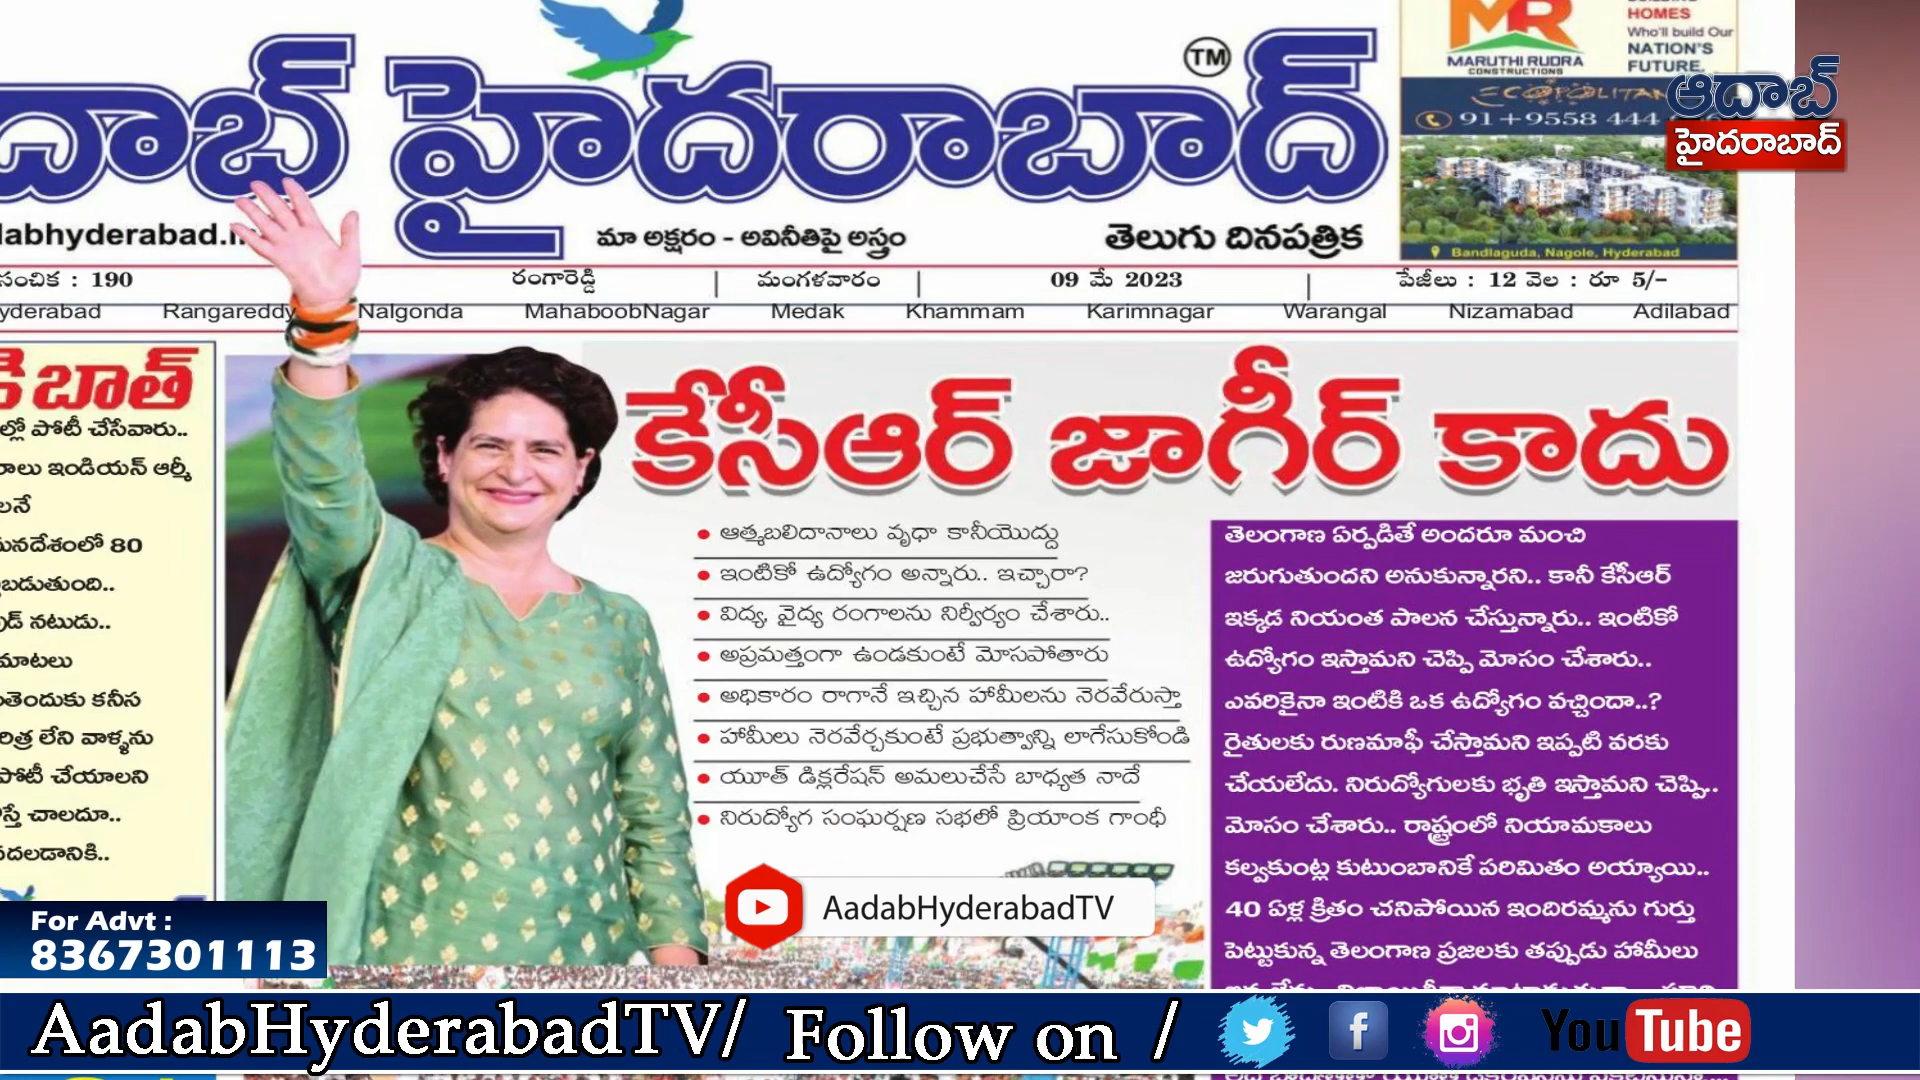 HOMES
Who'll build Our
NATION'S
FUTURE.
MR
MARUTHI RUDRA
CONSTRUCTIONS
ECOPOLITAN
91+9558 444
Bandlaguda, Nagole, Hyderabad
ఆదాబ్
హైదరాబాద్
దాబ్ హైదరాబాద్
TM
మా అక్షరం - అవినీతిపై అస్త్రం
తెలుగు దినపత్రిక
సంచిక : 190 రంగారెడ్డి | మంగళవారం | 09 మే 2023 | పేజీలు : 12 వెల : రూ 5/-
Rangareddy Nalgonda MahaboobNagar Medak Khammam Karimnagar Warangal Nizamabad Adilabad
బాత్
పోటీ చేసేవారు..
ఇండియన్ ఆర్మీ
80
నటుడు..
మాటలు
కనీస
లేని వాళ్ళను
పోటీ చేయాలని
చాలదూ..
కేసీఆర్ జాగీర్ కాదు
• ఆత్మబలిదానాలు వృధా కానీయొద్దు
• ఇంటికో ఉద్యోగం అన్నారు.. ఇచ్చారా?
• విద్య, వైద్య రంగాలను నిర్వీర్యం చేశారు..
• అప్రమత్తంగా ఉండకుంటే మోసపోతారు
• అధికారం రాగానే ఇచ్చిన హామీలను నెరవేరుస్తా
• హామీలు నెరవేర్చకుంటే ప్రభుత్వాన్ని లాగేసుకోండి
• యూత్ డిక్లరేషన్ అమలుచేసే బాధ్యత నాదే
• నిరుద్యోగ సంఘర్షణ సభలో ప్రియాంక గాంధీ
తెలంగాణ ఏర్పడితే అందరూ మంచి
జరుగుతుందని అనుకున్నారని.. కానీ కేసీఆర్
ఇక్కడ నియంత పాలన చేస్తున్నారు.. ఇంటికో
ఉద్యోగం ఇస్తామని చెప్పి మోసం చేశారు..
ఎవరికైనా ఇంటికి ఒక ఉద్యోగం వచ్చిందా..?
రైతులకు రుణమాఫీ చేస్తామని ఇప్పటి వరకు
చేయలేదు. నిరుద్యోగులకు భృతి ఇస్తామని చెప్పి..
మోసం చేశారు.. రాష్ట్రంలో నియామకాలు
కల్వకుంట్ల కుటుంబానికే పరిమితం అయ్యాయి..
40 ఏళ్ల క్రితం చనిపోయిన ఇందిరమ్మను గుర్తు
పెట్టుకున్న తెలంగాణ ప్రజలకు తప్పుడు హామీలు
AadabHyderabadTV
For Advt :
8367301113
AadabHyderabadTV/ Follow on / YouTube